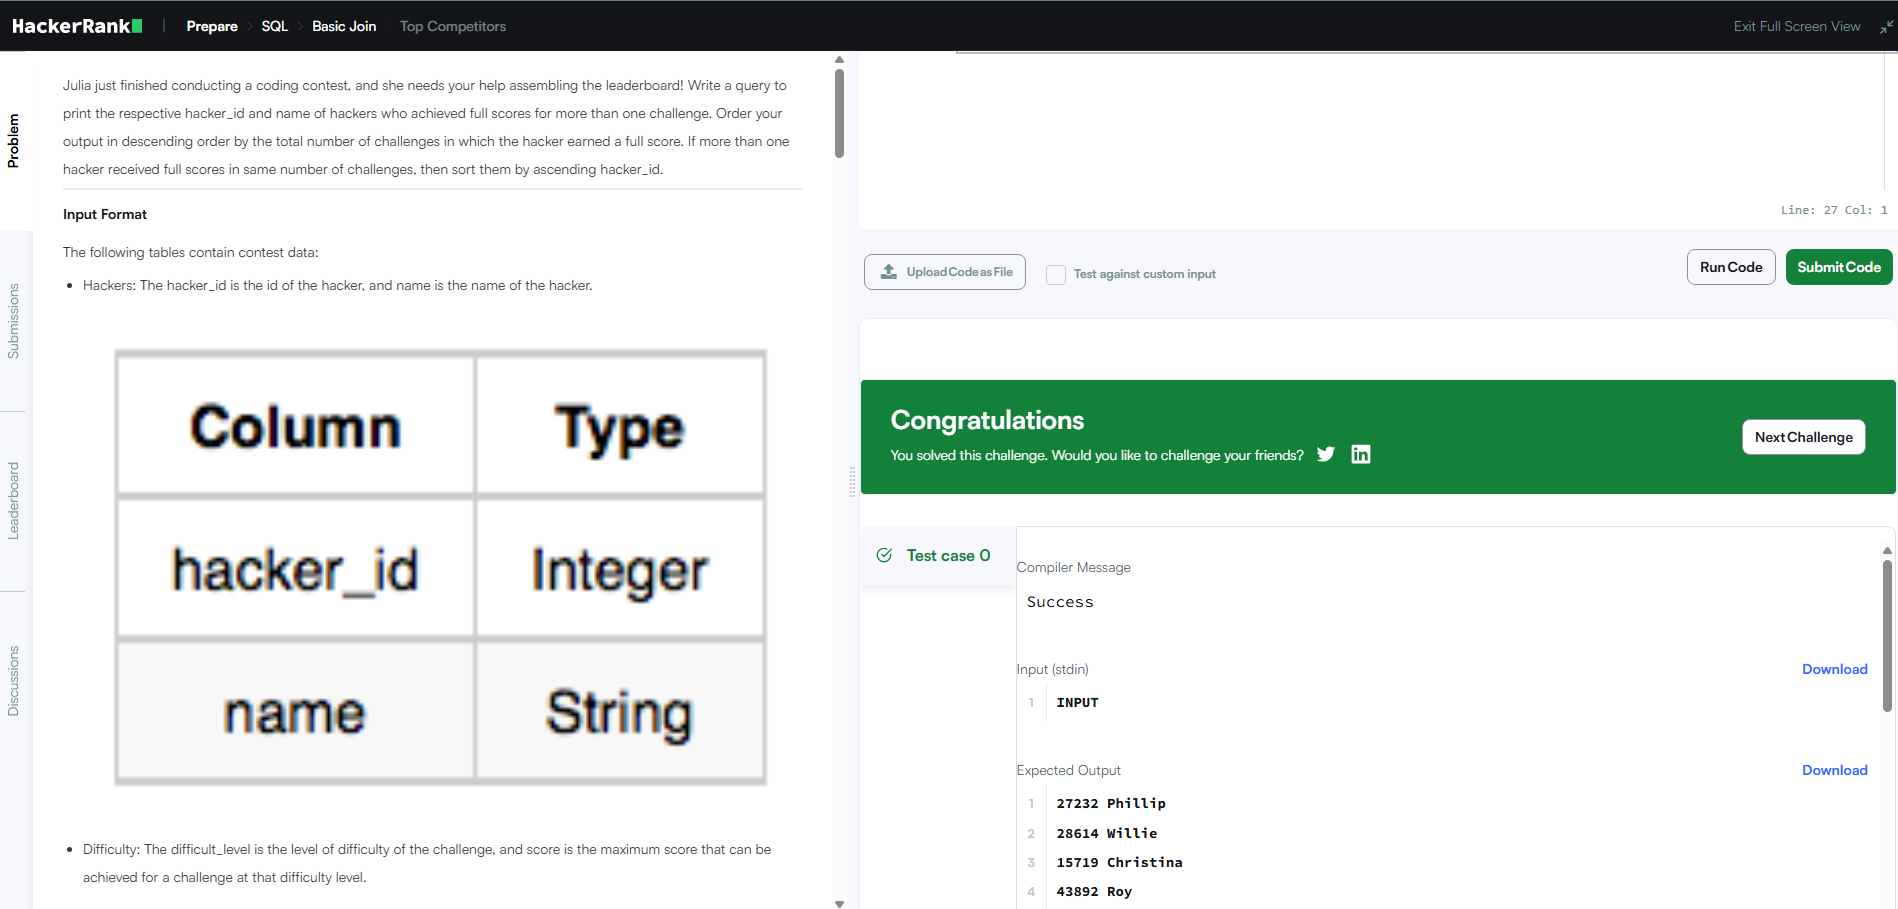 HackerRank | Prepare > SQL > Basic Join > Top Competitors
Exit Full Screen View
Problem
Submissions
Leaderboard
Discussions
Julia just finished conducting a coding contest, and she needs your help assembling the leaderboard! Write a query to
print the respective hacker_id and name of hackers who achieved full scores for more than one challenge. Order your
output in descending order by the total number of challenges in which the hacker earned a full score. If more than one
hacker received full scores in same number of challenges, then sort them by ascending hacker_id.
Input Format
The following tables contain contest data:
• Hackers: The hacker_id is the id of the hacker, and name is the name of the hacker.
Column Type
hacker_id Integer
name String
• Difficulty: The difficult_level is the level of difficulty of the challenge, and score is the maximum score that can be
achieved for a challenge at that difficulty level.
Line: 27 Col: 1
Upload Code as File
Test against custom input
Run Code
Submit Code
Congratulations
You solved this challenge. Would you like to challenge your friends?
Next Challenge
Test case 0
Compiler Message
Success
Input (stdin)
Download
1 INPUT
Expected Output
Download
1 27232 Phillip
2 28614 Willie
3 15719 Christina
4 43892 Roy